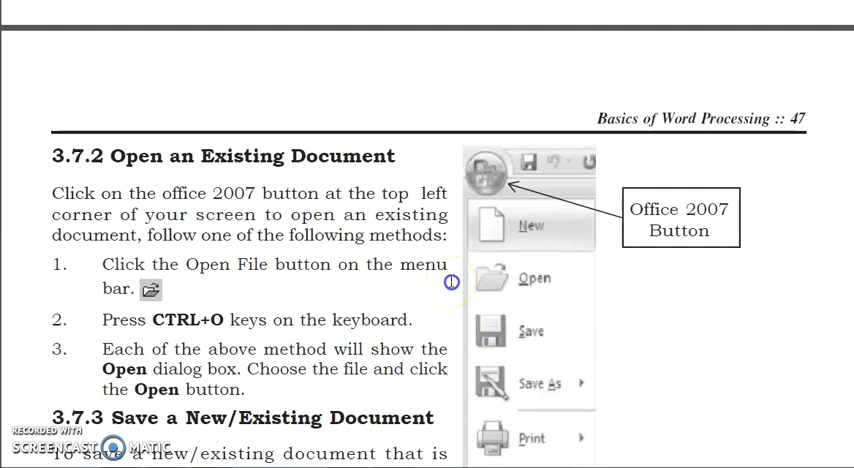 Basics of Word Processing :: 47
3.7.2 Open an Existing Document
Click on the office 2007 button at the top left
corner of your screen to open an existing
document, follow one of the following methods:
1. Click the Open File button on the menu
bar.
2. Press CTRL+O keys on the keyboard.
3. Each of the above method will show the
Open dialog box. Choose the file and click
the Open button.
3.7.3 Save a New/Existing Document
To save a new/existing document that is
New
Open
Save
Save As
Print
Office 2007
Button
RECORDED WITH
SCREENCAST MATIC